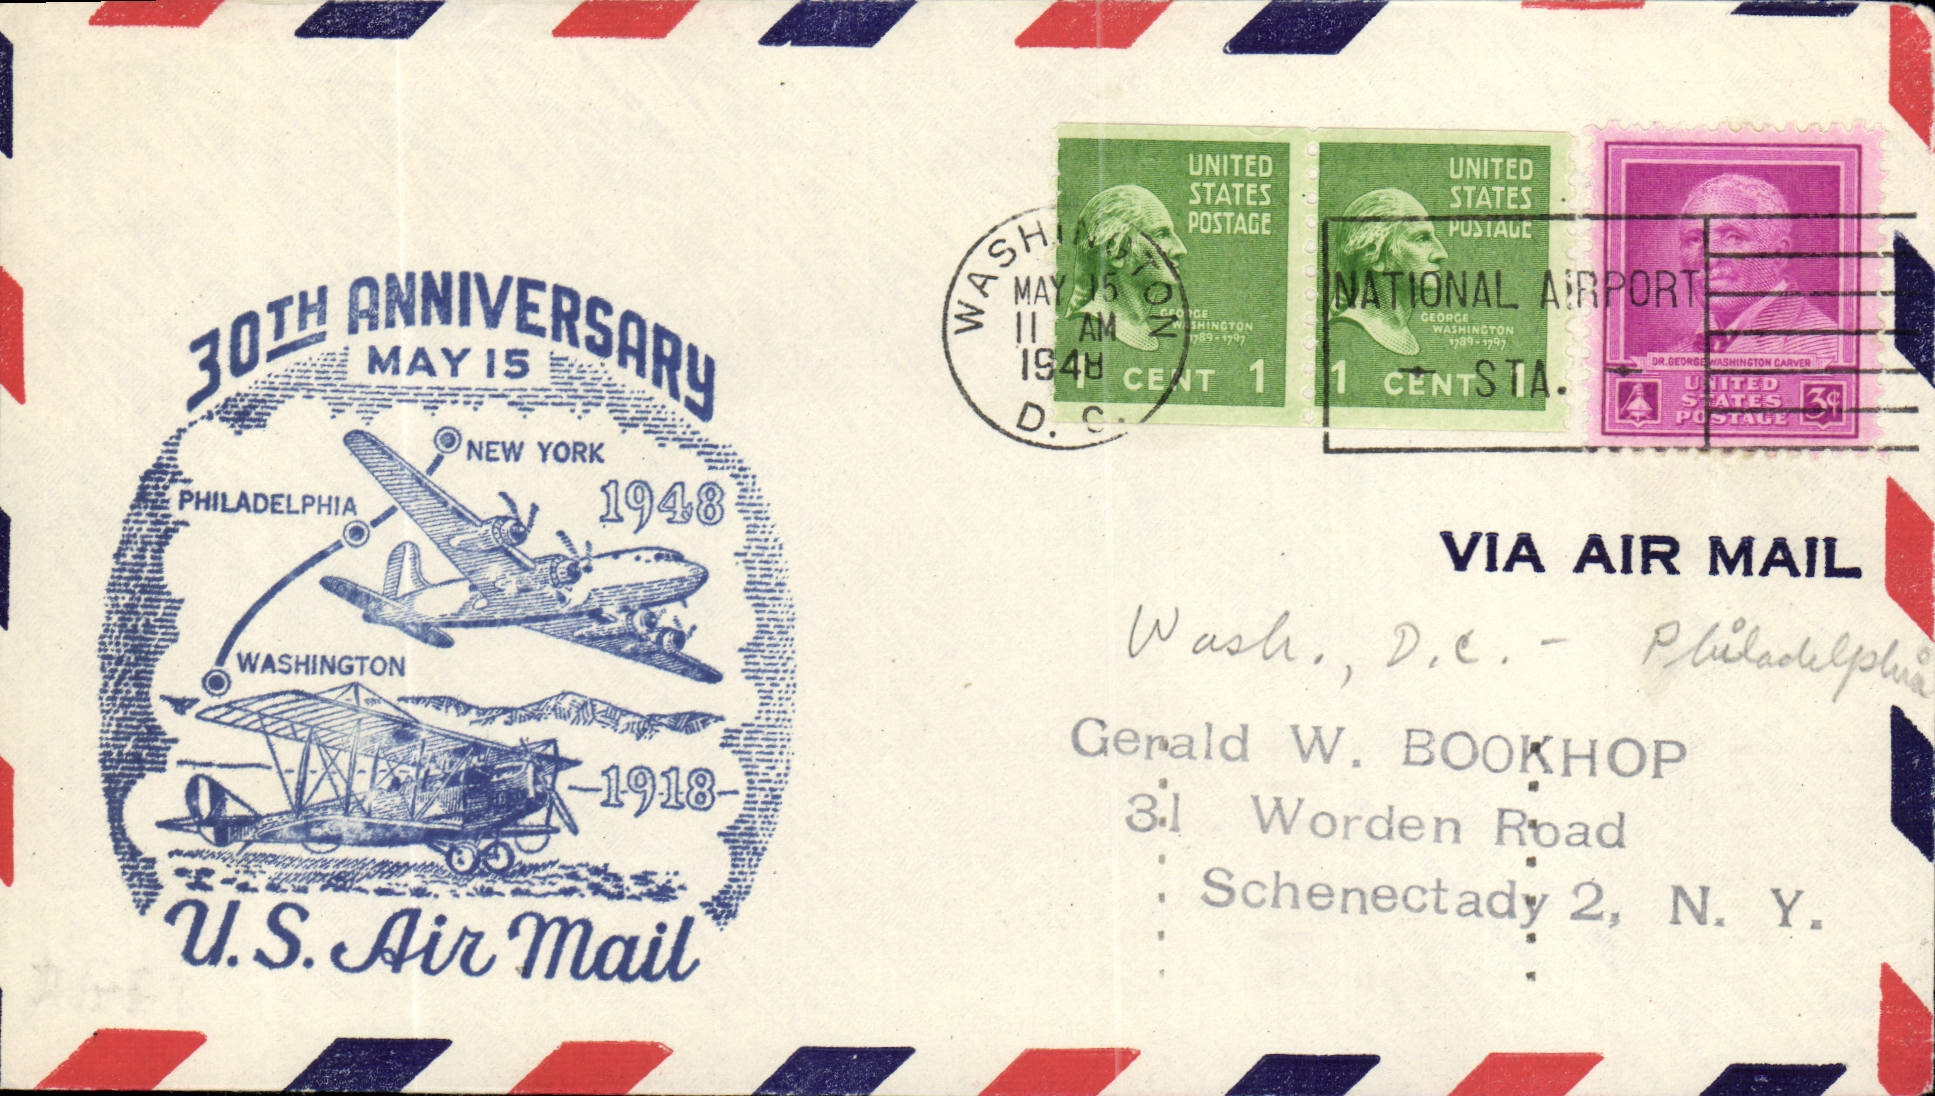 30TH ANNIVERSARY
MAY 15
NEW YORK
1948
PHILADELPHIA
WASHINGTON
1918
U.S. Air Mail
WASHINGTON
MAY 15
11 AM
1948
D. C.
UNITED
STATES
POSTAGE
GEORGE
WASHINGTON
1789-1797
1 CENT 1
UNITED
STATES
POSTAGE
GEORGE
WASHINGTON
1789-1797
1 CENT 1
NATIONAL AIRPORT
STA.
DR. GEORGE WASHINGTON CARVER
UNITED
STATES
POSTAGE
3¢
VIA AIR MAIL
Wash., D.C. - Philadelphia
Gerald W. BOOKHOP
31 Worden Road
Schenectady 2, N. Y.